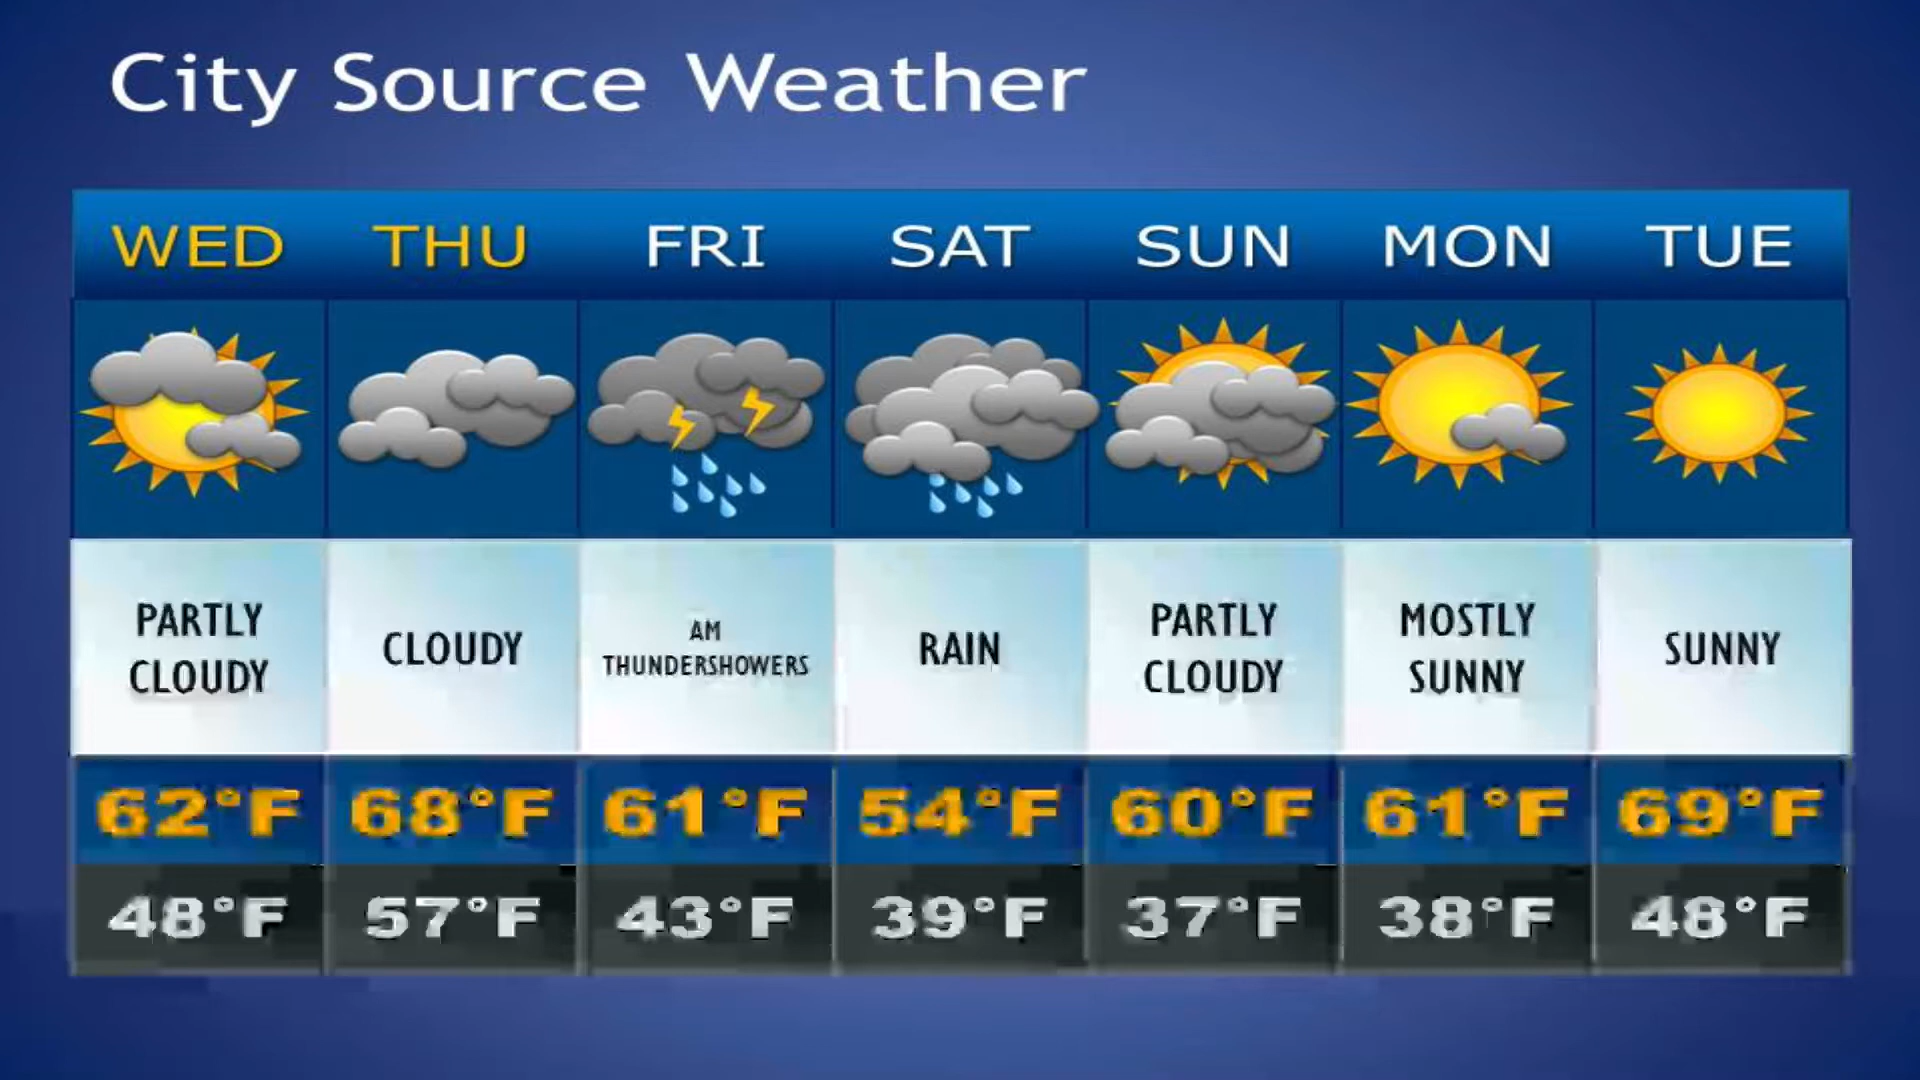 City Source Weather
WED THU FRI SAT SUN MON TUE
PARTLY CLOUDY
CLOUDY
AM THUNDERSHOWERS
RAIN
PARTLY CLOUDY
MOSTLY SUNNY
SUNNY
62°F 68°F 61°F 54°F 60°F 61°F 69°F
48°F 57°F 43°F 39°F 37°F 38°F 48°F